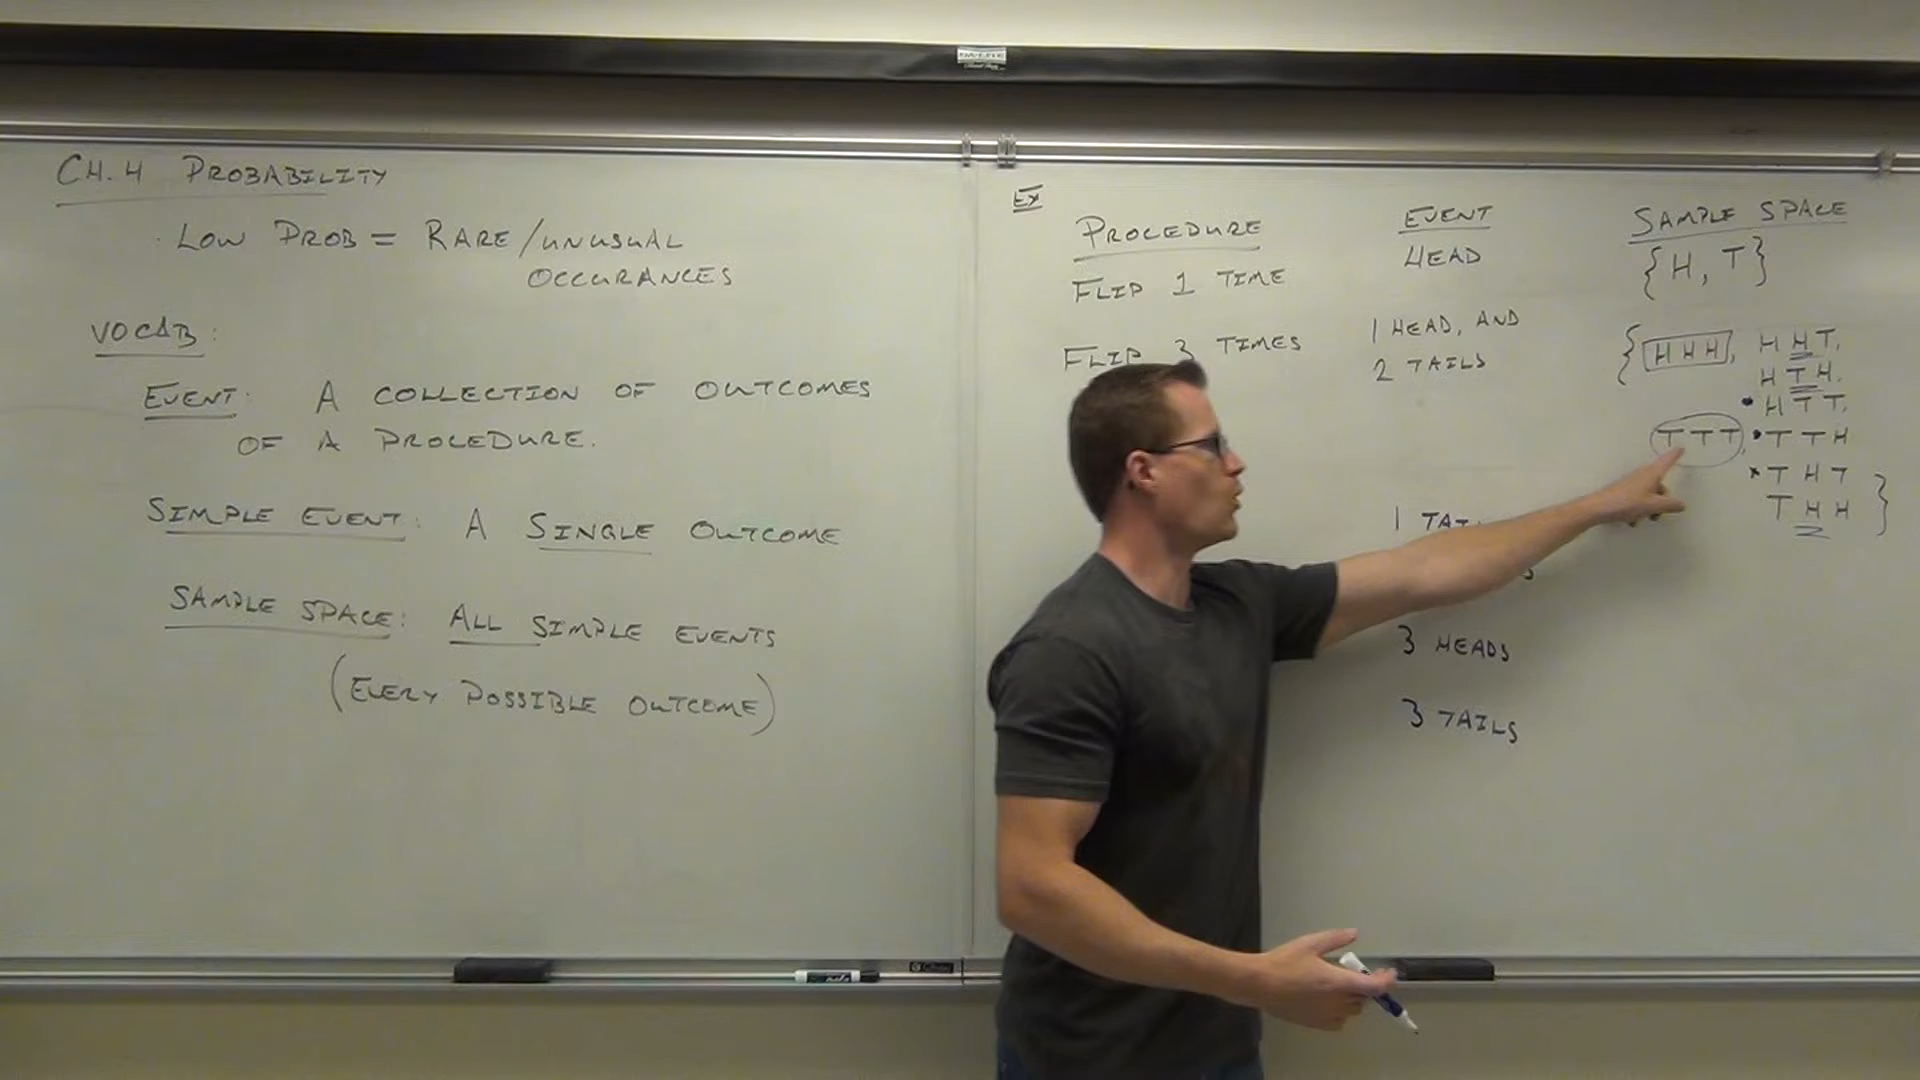 CH. 4 PROBABILITY
LOW PROB = RARE/UNUSUAL
OCCURANCES
VOCAB:
EVENT: A COLLECTION OF OUTCOMES
OF A PROCEDURE.
SIMPLE EVENT: A SINGLE OUTCOME
SAMPLE SPACE: ALL SIMPLE EVENTS
(EVERY POSSIBLE OUTCOME)
EX
PROCEDURE
FLIP 1 TIME
FLIP 3 TIMES
EVENT
HEAD
1 HEAD, AND
2 TAILS
1
3 HEADS
3 TAILS
SAMPLE SPACE
{H, T}
{HHH, HHT,
HTH,
• HTT,
TTT, • TTH
• THT
THH}